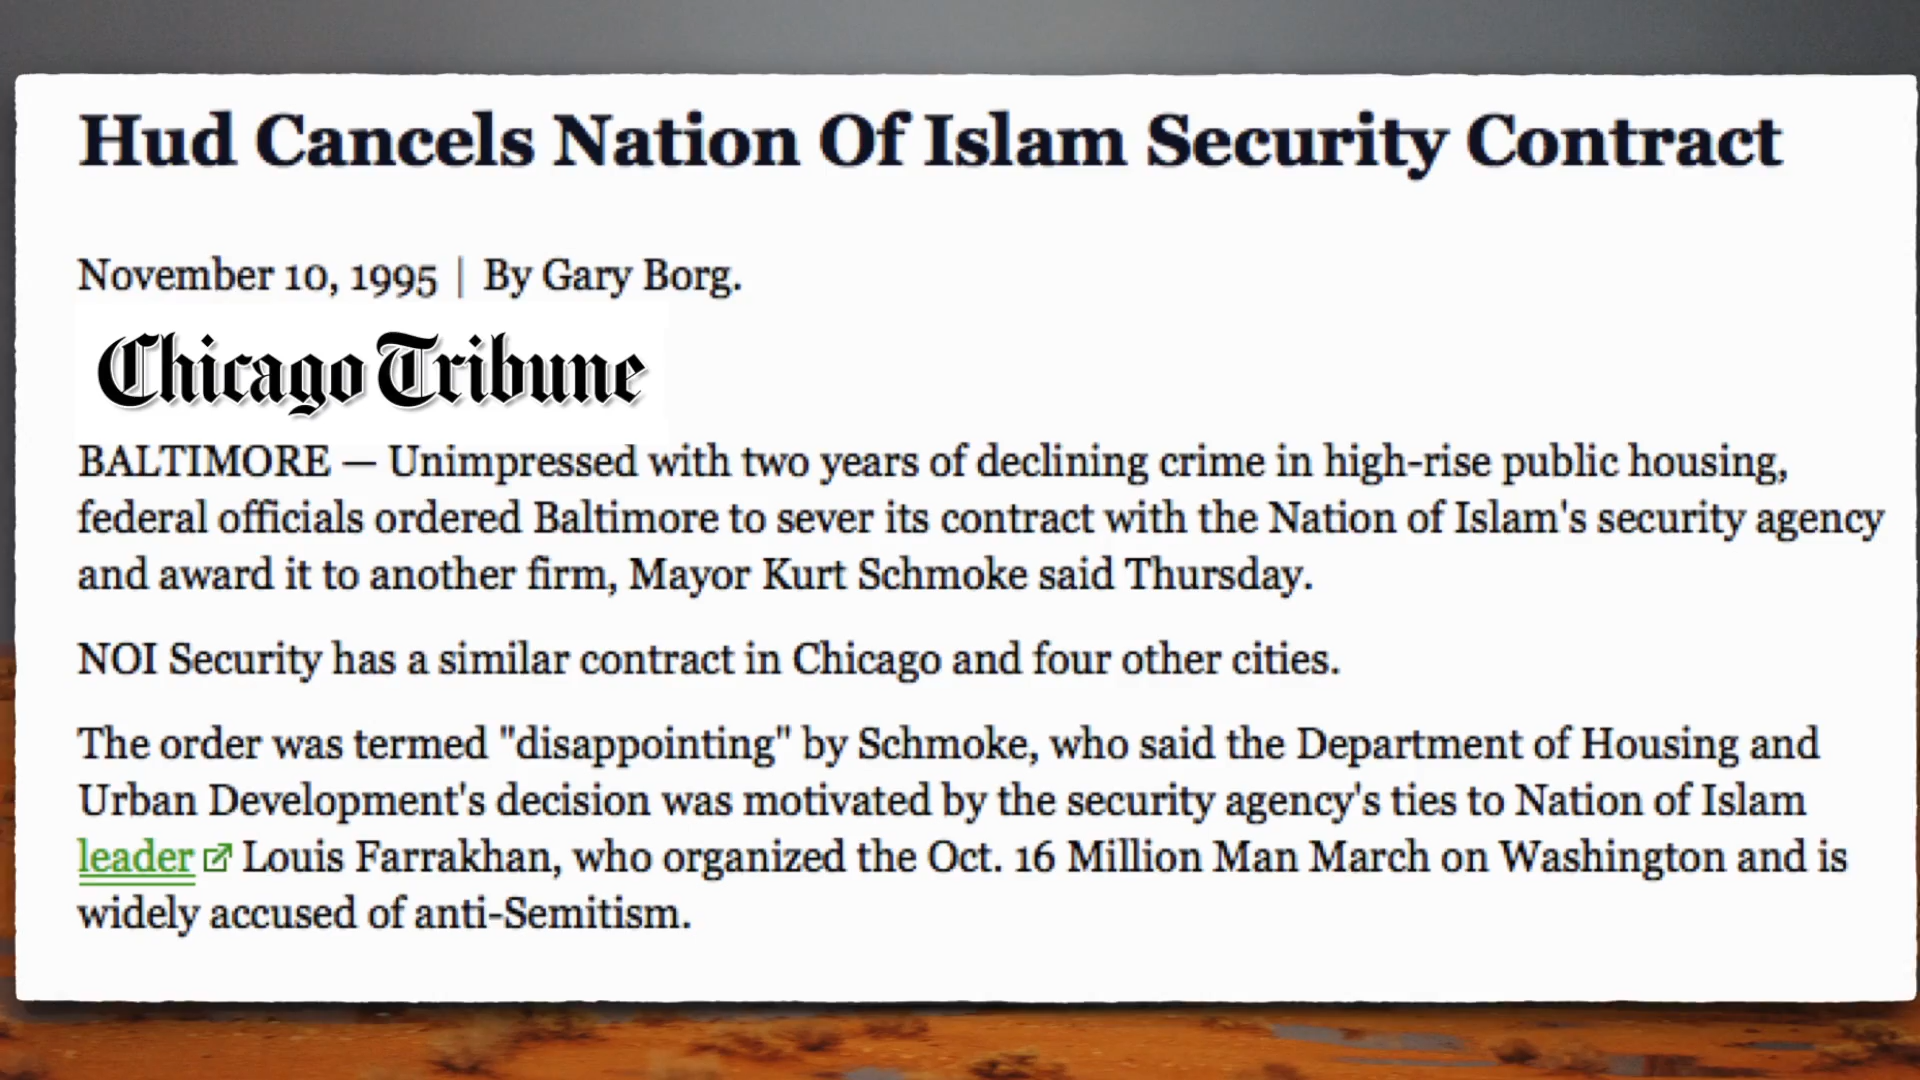 Hud Cancels Nation Of Islam Security Contract
November 10, 1995 | By Gary Borg.
Chicago Tribune
BALTIMORE — Unimpressed with two years of declining crime in high-rise public housing,
federal officials ordered Baltimore to sever its contract with the Nation of Islam's security agency
and award it to another firm, Mayor Kurt Schmoke said Thursday.
NOI Security has a similar contract in Chicago and four other cities.
The order was termed "disappointing" by Schmoke, who said the Department of Housing and
Urban Development's decision was motivated by the security agency's ties to Nation of Islam
leader Louis Farrakhan, who organized the Oct. 16 Million Man March on Washington and is
widely accused of anti-Semitism.